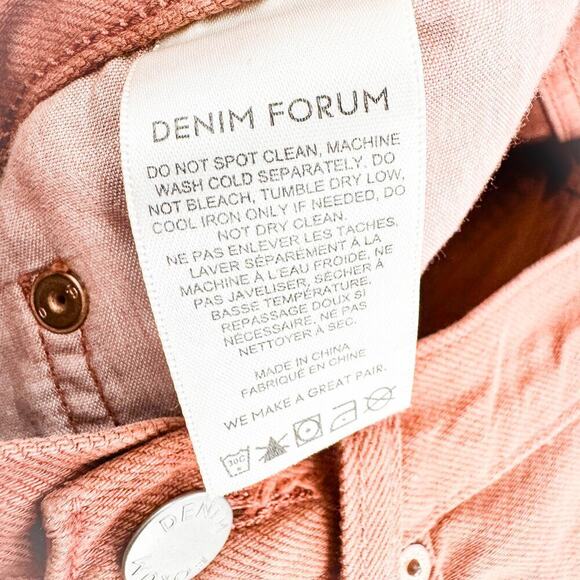 DENIM FORUM
DO NOT SPOT CLEAN, MACHINE
WASH COLD SEPARATELY, DO
NOT BLEACH, TUMBLE DRY LOW,
COOL IRON ONLY IF NEEDED, DO
NOT DRY CLEAN.
NE PAS ENLEVER LES TACHES,
LAVER SÉPARÉMENT À LA
MACHINE À L'EAU FROIDE, NE
PAS JAVELISER, SÉCHER À
BASSE TEMPÉRATURE,
REPASSAGE DOUX SI
NÉCESSAIRE, NE PAS
NETTOYER À SEC.
MADE IN CHINA
FABRIQUÉ EN CHINE
WE MAKE A GREAT PAIR.
30C
DENIM
FORUM